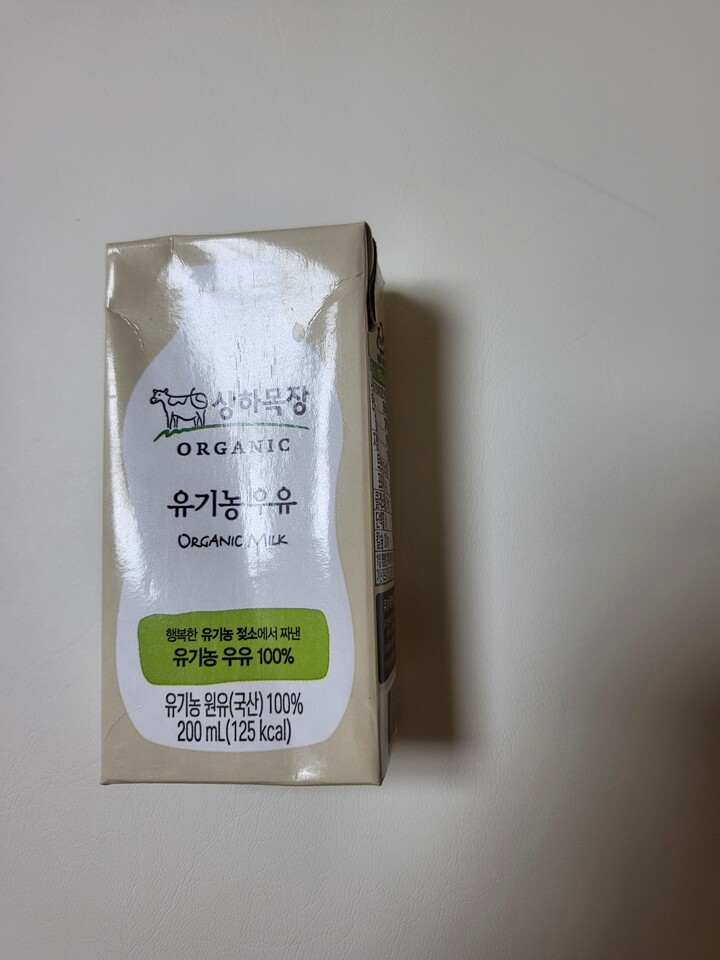 상하목장
ORGANIC
유기농우유
ORGANIC MILK
행복한 유기농 젖소에서 짜낸
유기농 우유 100%
유기농 원유(국산) 100%
200 mL(125 kcal)